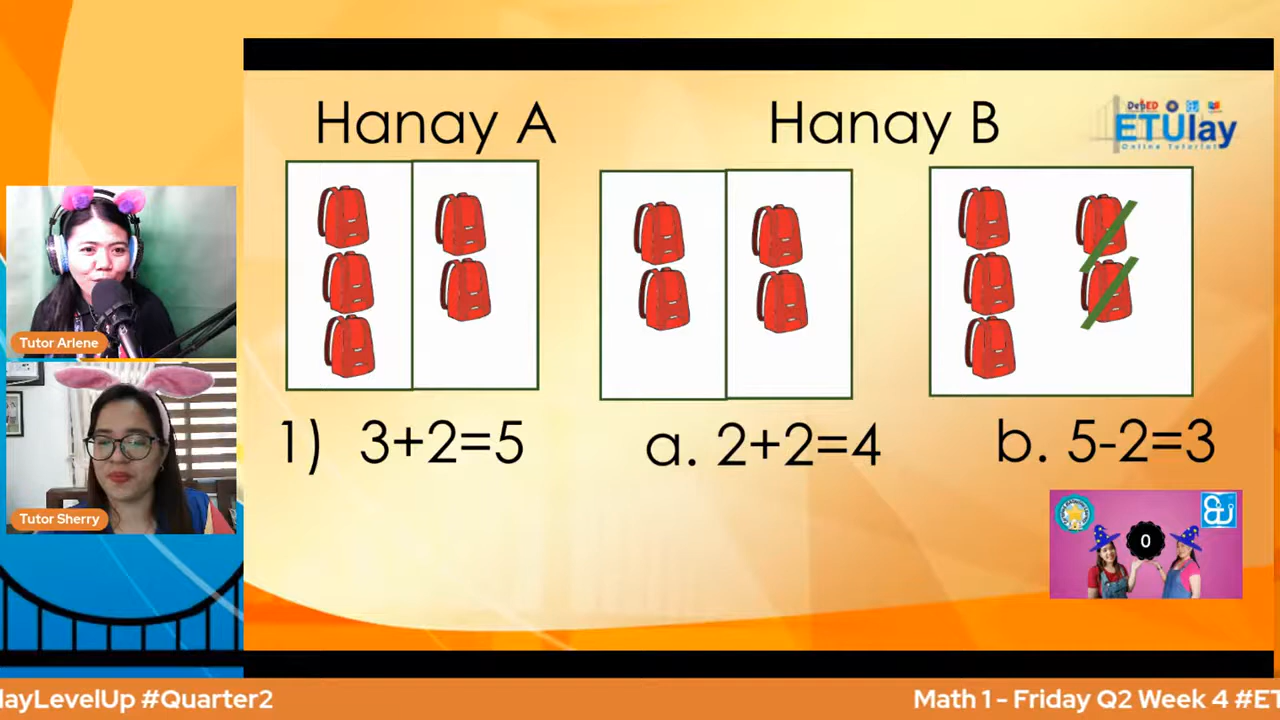 Hanay A
Hanay B
DepED
ETUlay
Online Tutorial
1) 3+2=5
a. 2+2=4
b. 5-2=3
Tutor Arlene
Tutor Sherry
0
layLevelUp #Quarter2
Math 1 - Friday Q2 Week 4 #ET